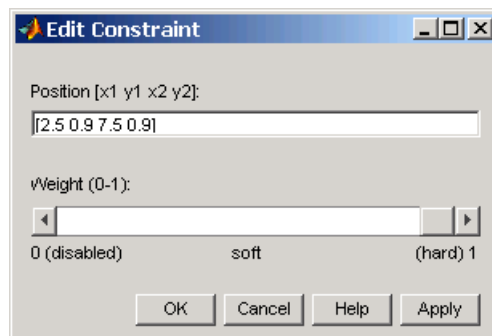 Edit Constraint
Position [x1 y1 x2 y2]:
[2.5 0.9 7.5 0.9]
Weight (0-1):
0 (disabled) soft (hard) 1
OK Cancel Help Apply